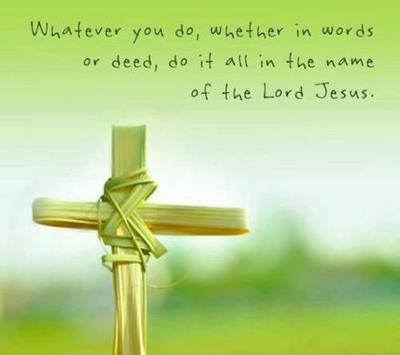 Whatever you do, whether in words
or deed, do it all in the name
of the Lord Jesus.